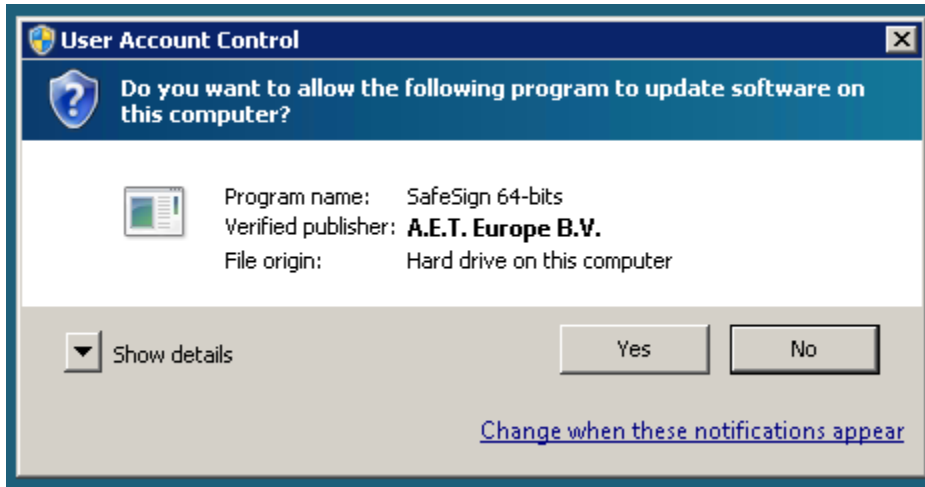 User Account Control
Do you want to allow the following program to update software on
this computer?
Program name: SafeSign 64-bits
Verified publisher: A.E.T. Europe B.V.
File origin: Hard drive on this computer
Show details
Yes
No
Change when these notifications appear